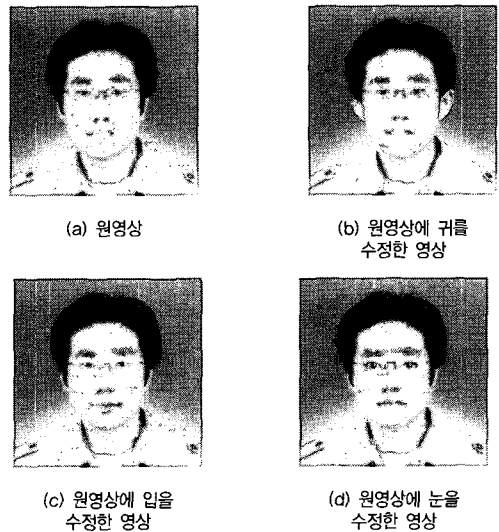 (a) 원영상
(b) 원영상에 귀를
수정한 영상
(c) 원영상에 입을
수정한 영상
(d) 원영상에 눈을
수정한 영상